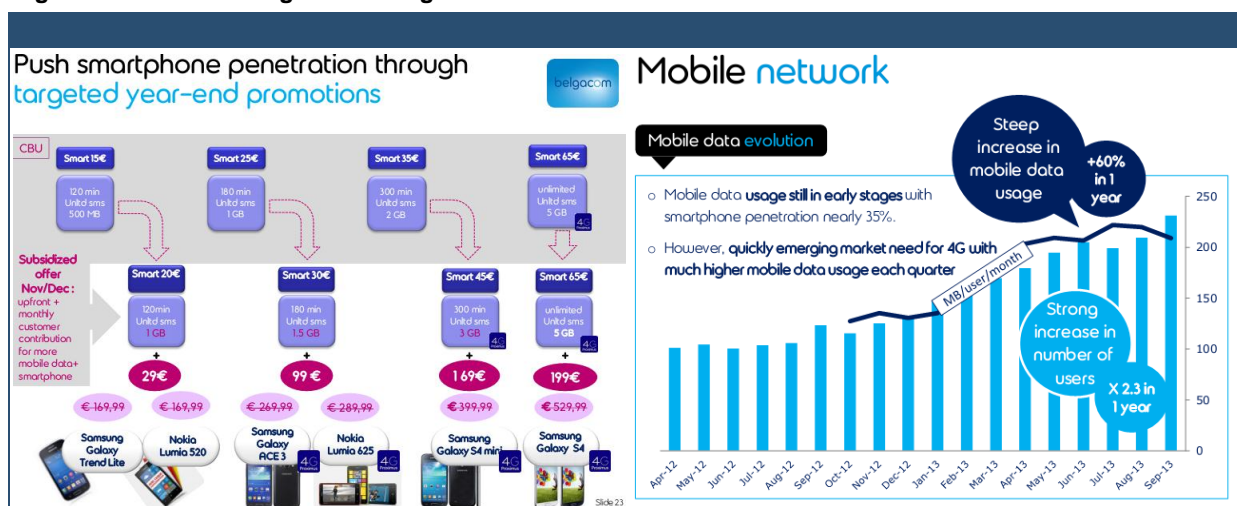 Push smartphone penetration through
targeted year-end promotions
belgacom
CBU
Smart 15€
Smart 25€
Smart 35€
Smart 65€
120 min
Unltd sms
500 MB
180 min
Unltd sms
1 GB
300 min
Unltd sms
2 GB
unlimited
Unltd sms
5 GB
4G
Subsidized
offer
Nov/Dec :
upfront +
monthly
customer
contribution
for more
mobile data+
smartphone
Smart 20€
Smart 30€
Smart 45€
Smart 65€
120min
Unltd sms
1 GB
180 min
Unltd sms
1.5 GB
300 min
Unltd sms
3 GB
4G
unlimited
Unltd sms
5 GB
4G
+
+
+
+
29€
99 €
169€
199€
€ 169,99
€ 169,99
€ 269,99
€ 289,99
€ 399,99
€ 529,99
Samsung
Galaxy
Trend Lite
Nokia
Lumia 520
Samsung
Galaxy
ACE 3
4G
Proximus
Nokia
Lumia 625
4G
Proximus
Samsung
Galaxy S4 mini
4G
Proximus
Samsung
Galaxy S4
4G
Proximus
Slide 23
Mobile network
Mobile data evolution
Steep
increase in
mobile data
usage
+60%
in 1
year
o Mobile data usage still in early stages with
smartphone penetration nearly 35%.
o However, quickly emerging market need for 4G with
much higher mobile data usage each quarter
MB/user/month
Strong
increase in
number of
users
X 2.3 in
1 year
250
200
150
100
50
0
Apr-12
May-12
Jun-12
Jul-12
Aug-12
Sep-12
Oct-12
Nov-12
Dec-12
Jan-13
Feb-13
Mar-13
Apr-13
May-13
Jun-13
Jul-13
Aug-13
Sep-13